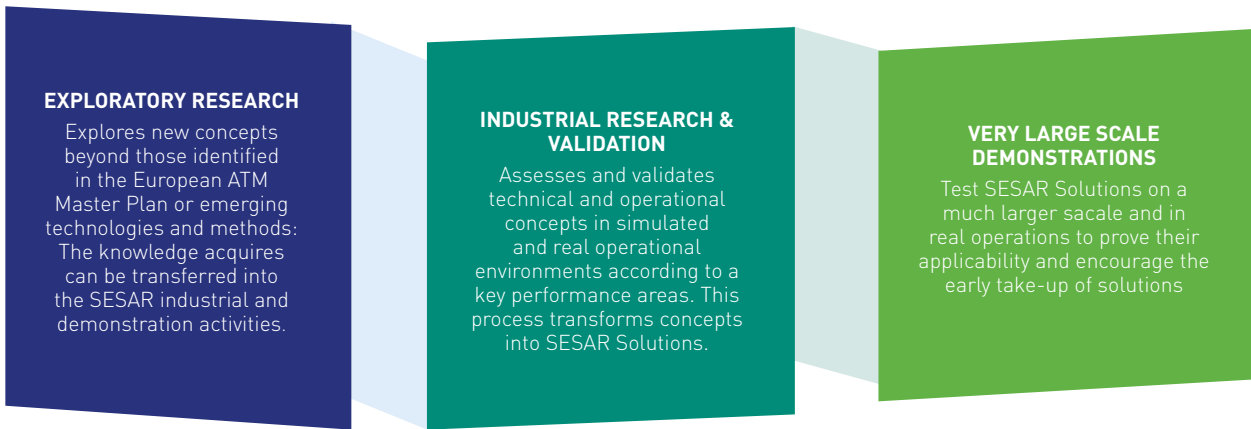 EXPLORATORY RESEARCH
Explores new concepts
beyond those identified
in the European ATM
Master Plan or emerging
technologies and methods:
The knowledge acquires
can be transferred into
the SESAR industrial and
demonstration activities.
INDUSTRIAL RESEARCH &
VALIDATION
Assesses and validates
technical and operational
concepts in simulated
and real operational
environments according to a
key performance areas. This
process transforms concepts
into SESAR Solutions.
VERY LARGE SCALE
DEMONSTRATIONS
Test SESAR Solutions on a
much larger sacale and in
real operations to prove their
applicability and encourage the
early take-up of solutions